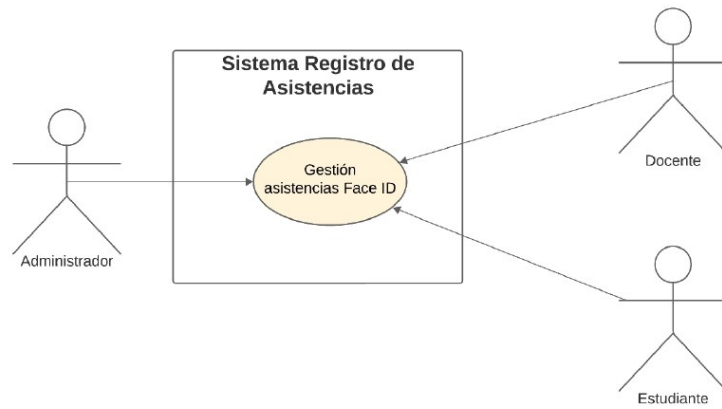 Sistema Registro de
Asistencias
Docente
Gestión
asistencias Face ID
Administrador
Estudiante